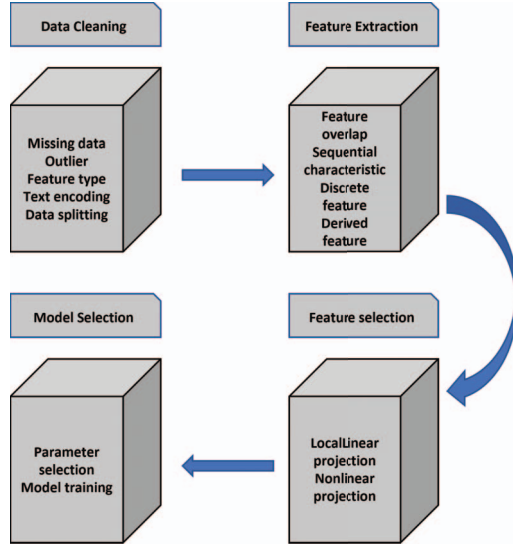 Data Cleaning
Feature Extraction
Missing data
Outlier
Feature type
Text encoding
Data splitting
Feature
overlap
Sequential
characteristic
Discrete
feature
Derived
feature
Model Selection
Feature selection
Parameter
selection
Model training
LocalLinear
projection
Nonlinear
projection